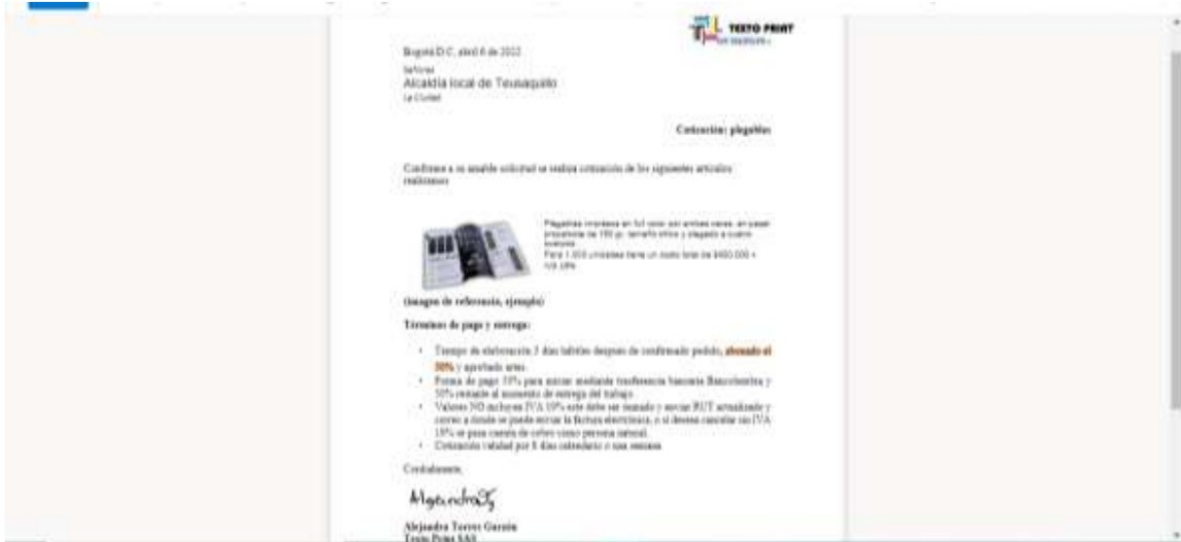 TEXTO PRINT
Bogotá D.C, abril 6 de 2022
Señores
Alcaldía local de Teusaquillo
La Ciudad
Cotización: plegables
Conforme a su amable solicitud se realiza cotización de los siguientes artículos
Plegables impresos en full color por ambas caras, en papel
propalcote de 150 gr, tamaño oficio y plegado a cuatro
cuerpos
Para 1.000 unidades tiene un costo total de $450.000 +
IVA 19%
(imagen de referencia, ejemplo)
Términos de pago y entrega:
• Tiempo de elaboración 3 días hábiles despues de confirmado pedido, abonado el
50% y aprobado artes.
• Forma de pago 50% para iniciar mediante transferencia bancaria Bancolombia y
50% restante al momento de entrega del trabajo
• Valores NO incluyen IVA 19% este debe ser sumado y enviar RUT actualizado y
correo a donde se puede enviar la factura electrónica, o si desean cancelar sin IVA
19% se pasa cuenta de cobro como persona natural.
• Cotización validad por 8 días calendario o una semana
Cordialmente,
Alejandra Torres Garzón
Texto Print SAS